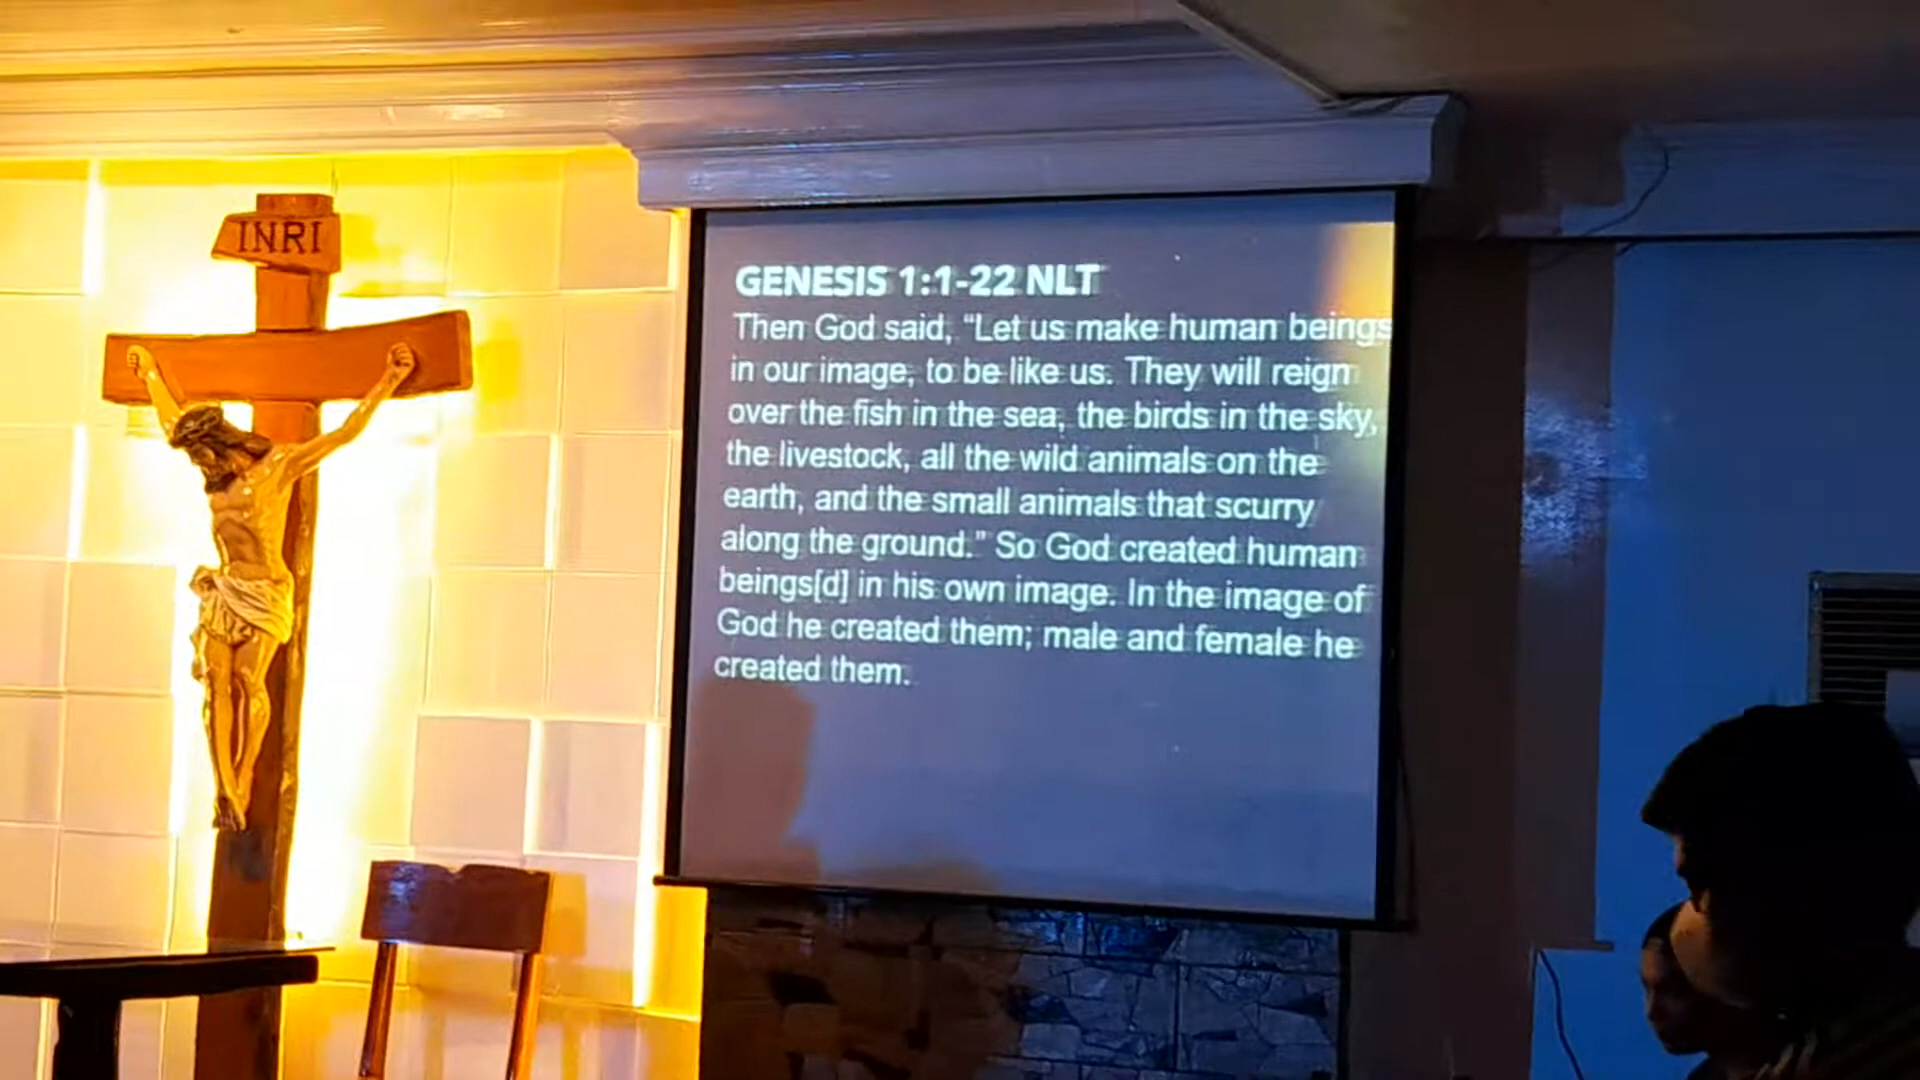 INRI
GENESIS 1:1-22 NLT
Then God said, “Let us make human beings
in our image, to be like us. They will reign
over the fish in the sea, the birds in the sky,
the livestock, all the wild animals on the
earth, and the small animals that scurry
along the ground.” So God created human
beings[d] in his own image. In the image of
God he created them; male and female he
created them.